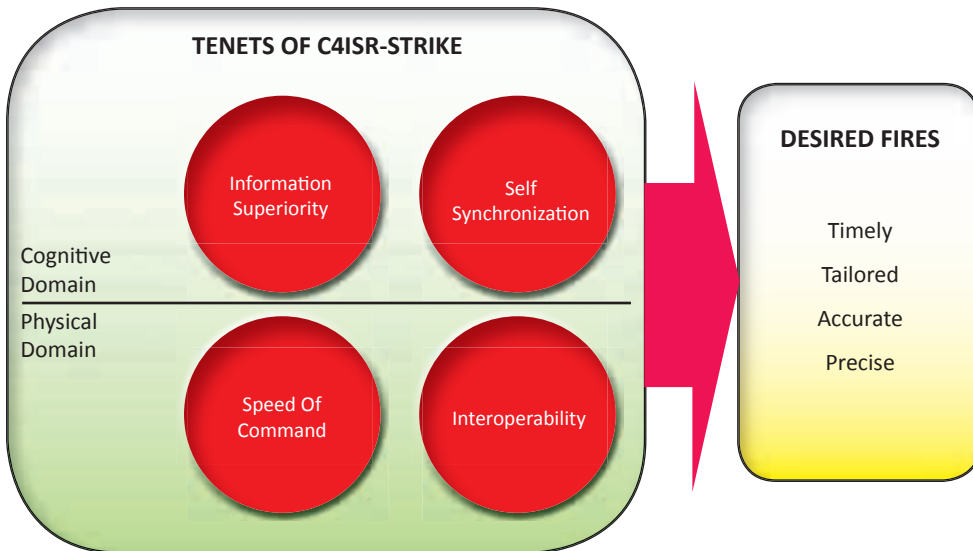 TENETS OF C4ISR-STRIKE
Information
Superiority
Self
Synchronization
Cognitive
Domain
Physical
Domain
Speed Of
Command
Interoperability
DESIRED FIRES
Timely
Tailored
Accurate
Precise